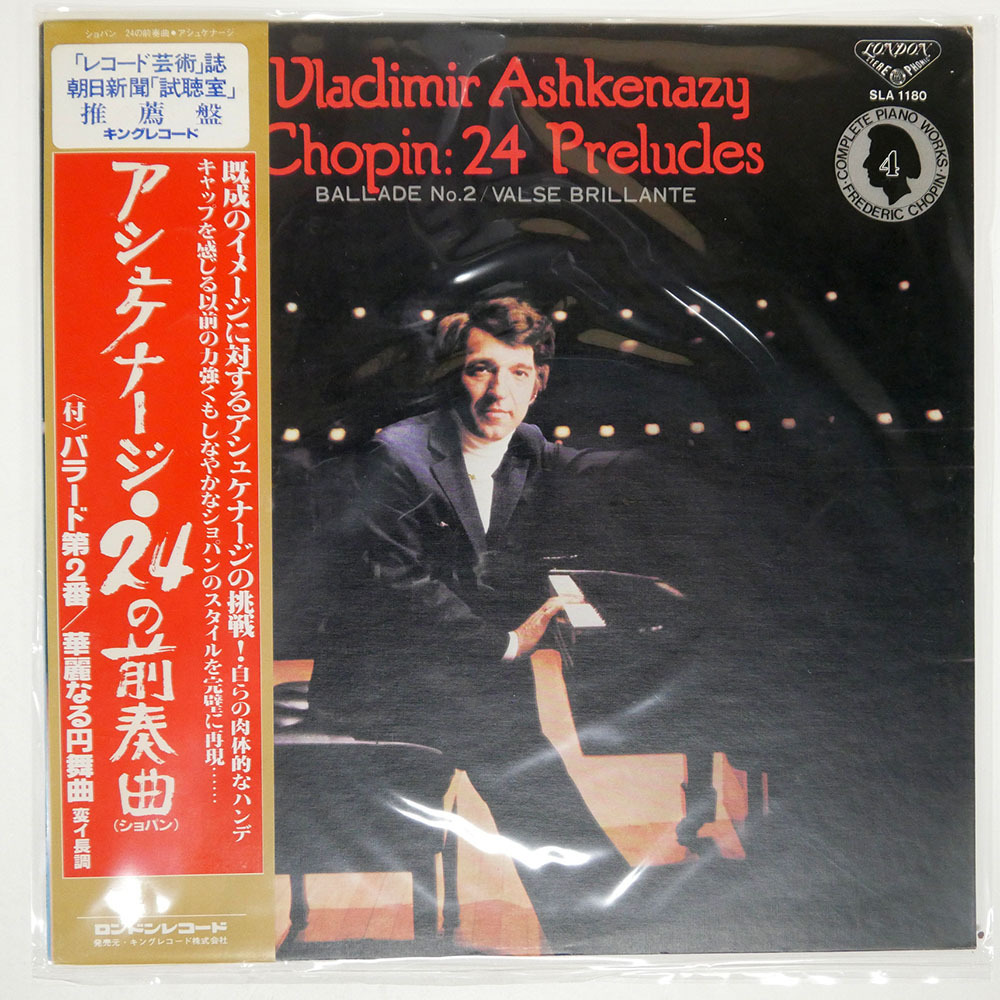 ショパン 24の前奏曲●アシュケナージ
「レコード芸術」誌
朝日新聞「試聴室」
推薦盤
キングレコード
既成のイメージに対するアシュケナージの挑戦！自らの肉体的なハンデ
キャップを感じる以前の力強くもしなやかなショパンのスタイルを完璧に再現……
アシュケナージ・24の前奏曲
(ショパン)
〈付〉バラード第2番／華麗なる円舞曲 変イ長調
ロンドンレコード
発売元・キングレコード株式会社
Vladimir Ashkenazy
Chopin: 24 Preludes
BALLADE No.2/VALSE BRILLANTE
LONDON
STEREO PHONIC
SLA 1180
COMPLETE PIANO WORKS
4
FREDERIC CHOPIN